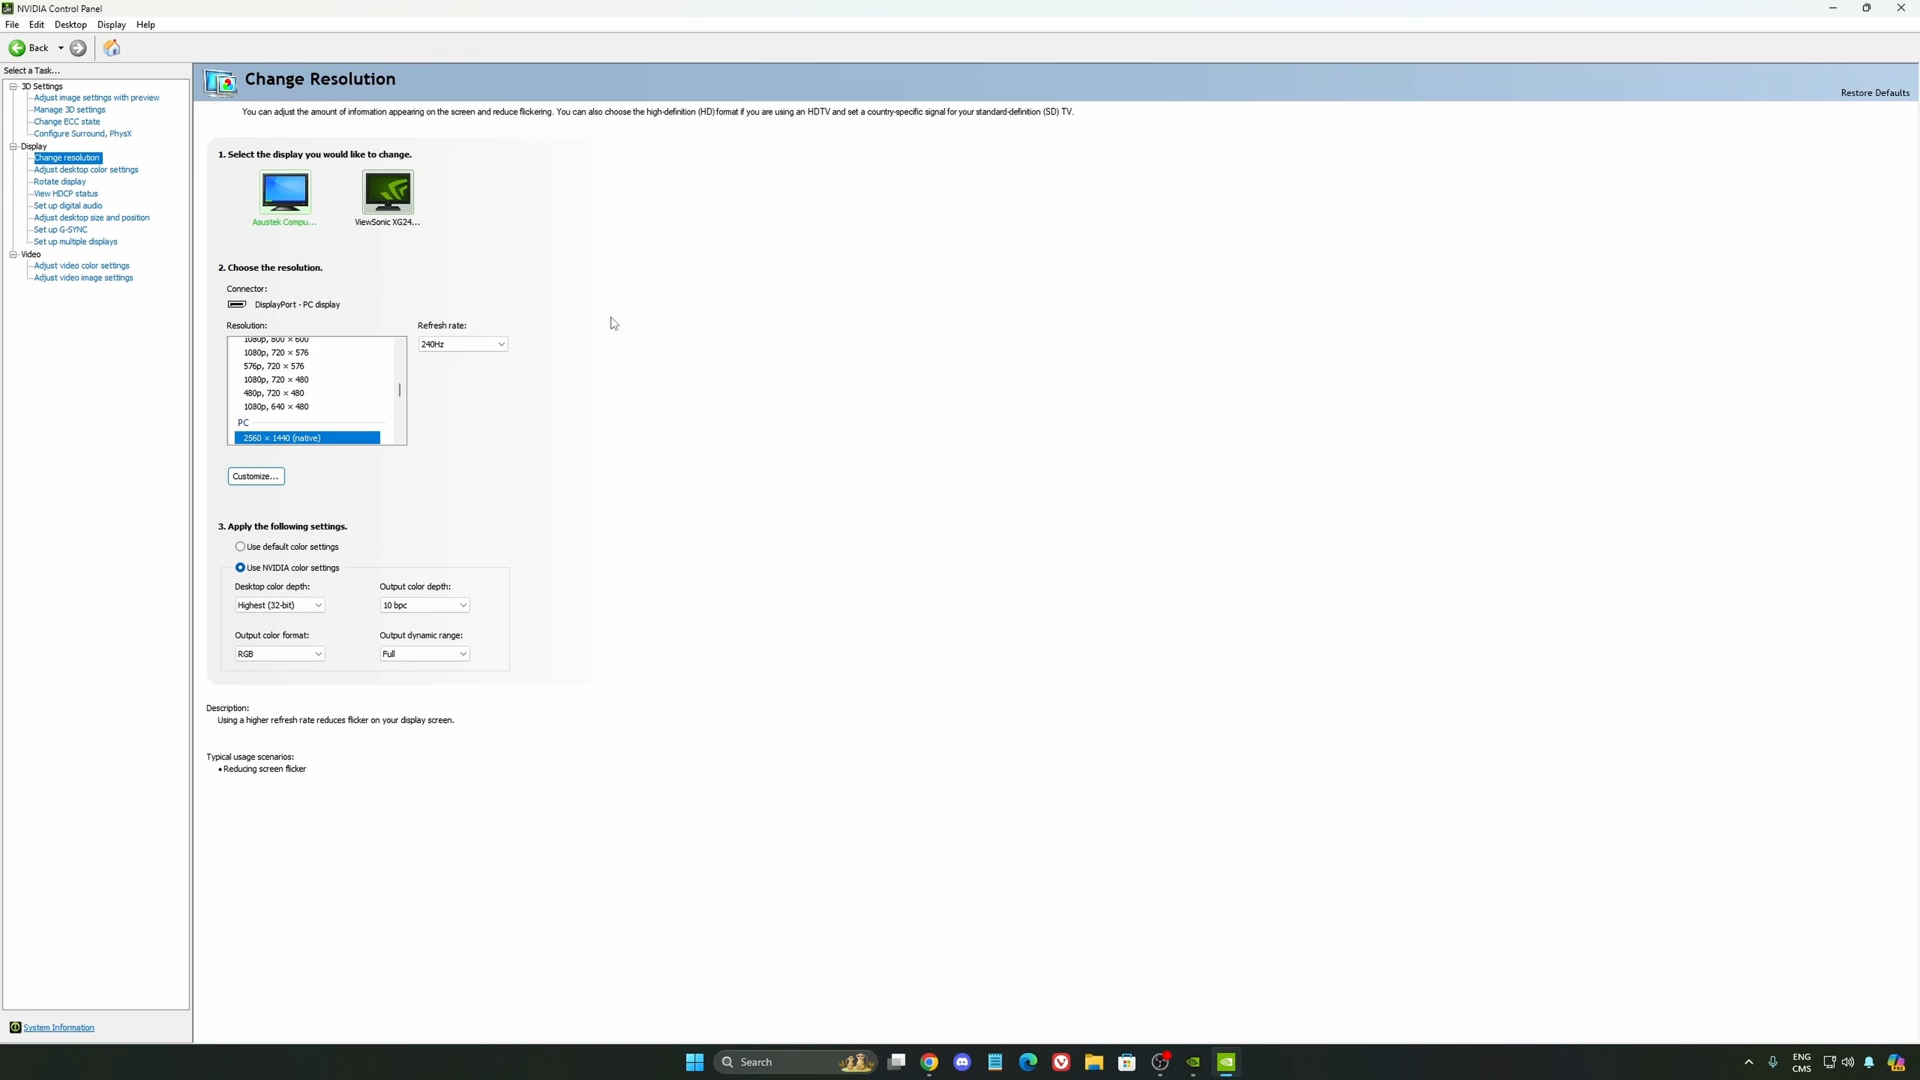 NVIDIA Control Panel
File Edit Desktop Display Help
Back
Select a Task...
3D Settings
Adjust image settings with preview
Manage 3D settings
Change ECC state
Configure Surround, PhysX
Display
Change resolution
Adjust desktop color settings
Rotate display
View HDCP status
Set up digital audio
Adjust desktop size and position
Set up G-SYNC
Set up multiple displays
Video
Adjust video color settings
Adjust video image settings
System Information
Change Resolution
Restore Defaults
You can adjust the amount of information appearing on the screen and reduce flickering. You can also choose the high-definition (HD) format if you are using an HDTV and set a country-specific signal for your standard-definition (SD) TV.
1. Select the display you would like to change.
Asustek Compu... ViewSonic XG24...
2. Choose the resolution.
Connector:
DisplayPort - PC display
Resolution: Refresh rate:
240Hz
1080p, 800 × 600
1080p, 720 × 576
576p, 720 × 576
1080p, 720 × 480
480p, 720 × 480
1080p, 640 × 480
PC
2560 × 1440 (native)
Customize...
3. Apply the following settings.
Use default color settings
Use NVIDIA color settings
Desktop color depth: Output color depth:
Highest (32-bit) 10 bpc
Output color format: Output dynamic range:
RGB Full
Description:
Using a higher refresh rate reduces flicker on your display screen.
Typical usage scenarios:
• Reducing screen flicker
Search
ENG
CMS